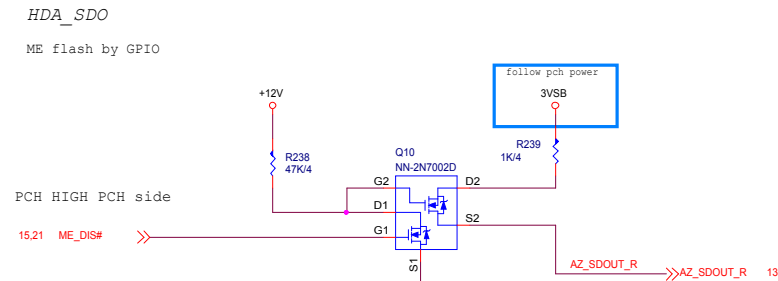 HDA_SDO
ME flash by GPIO
follow pch power
+12V
3VSB
R238
47K/4
R239
1K/4
Q10
NN-2N7002D
G2
D2
PCH HIGH PCH side
D1
S2
15,21 ME_DIS#
G1
S1
AZ_SDOUT_R
AZ_SDOUT_R 13